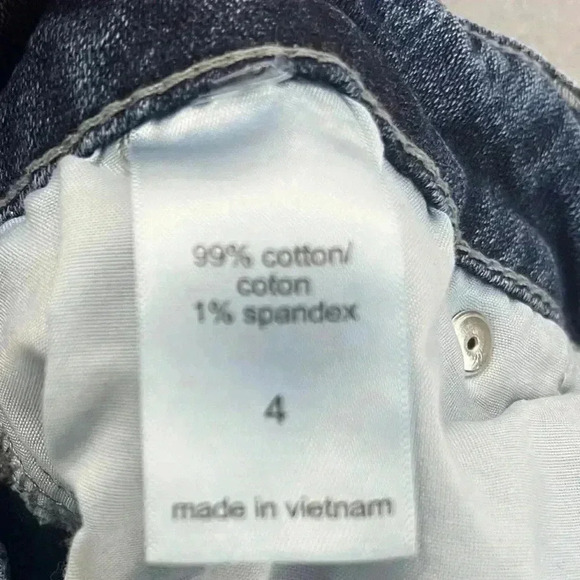 99% cotton/
coton
1% spandex
4
made in vietnam